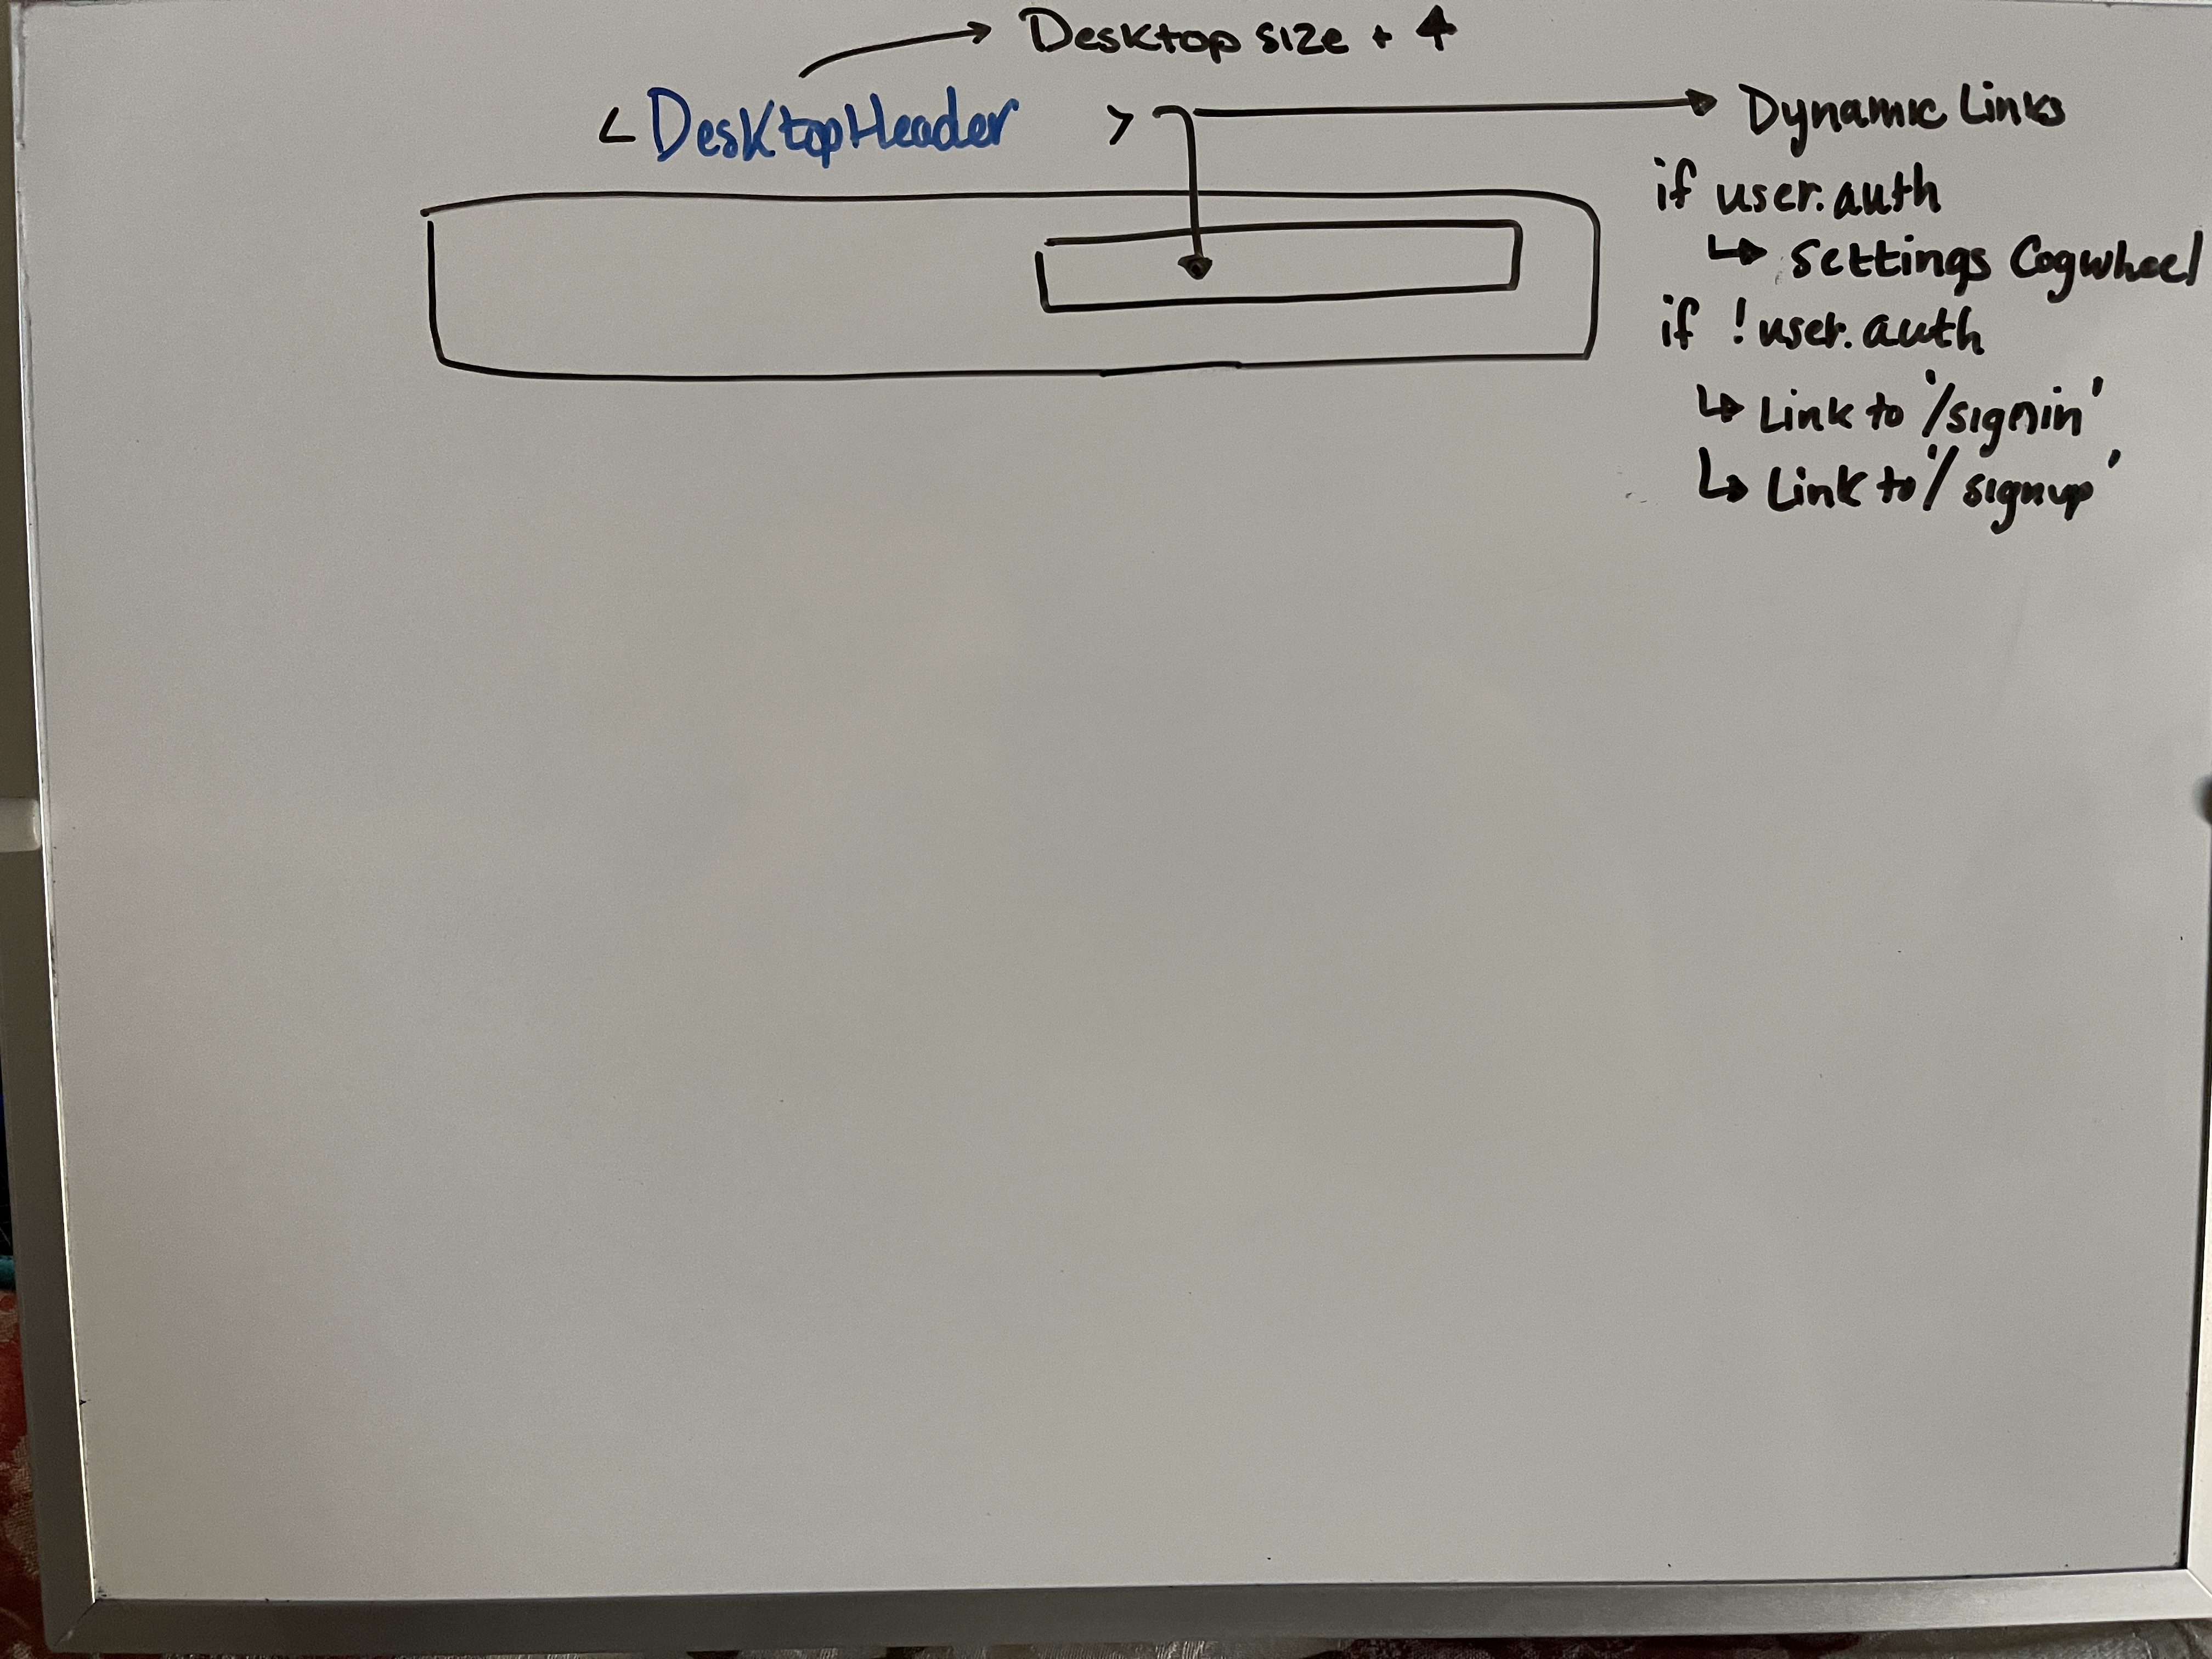 Desktop size +
< DesktopHeader >
Dynamic Links
if user.auth
↳ Settings Cogwheel
if !user.auth
↳ Link to '/signin'
↳ Link to '/signup'